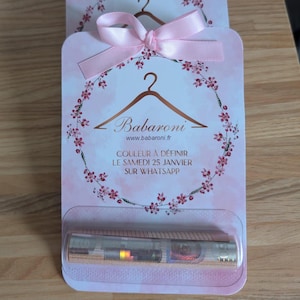 Babaroni
www.babaroni.fr
COULEUR À DÉFINIR
LE SAMEDI 25 JANVIER
SUR WHATSAPP